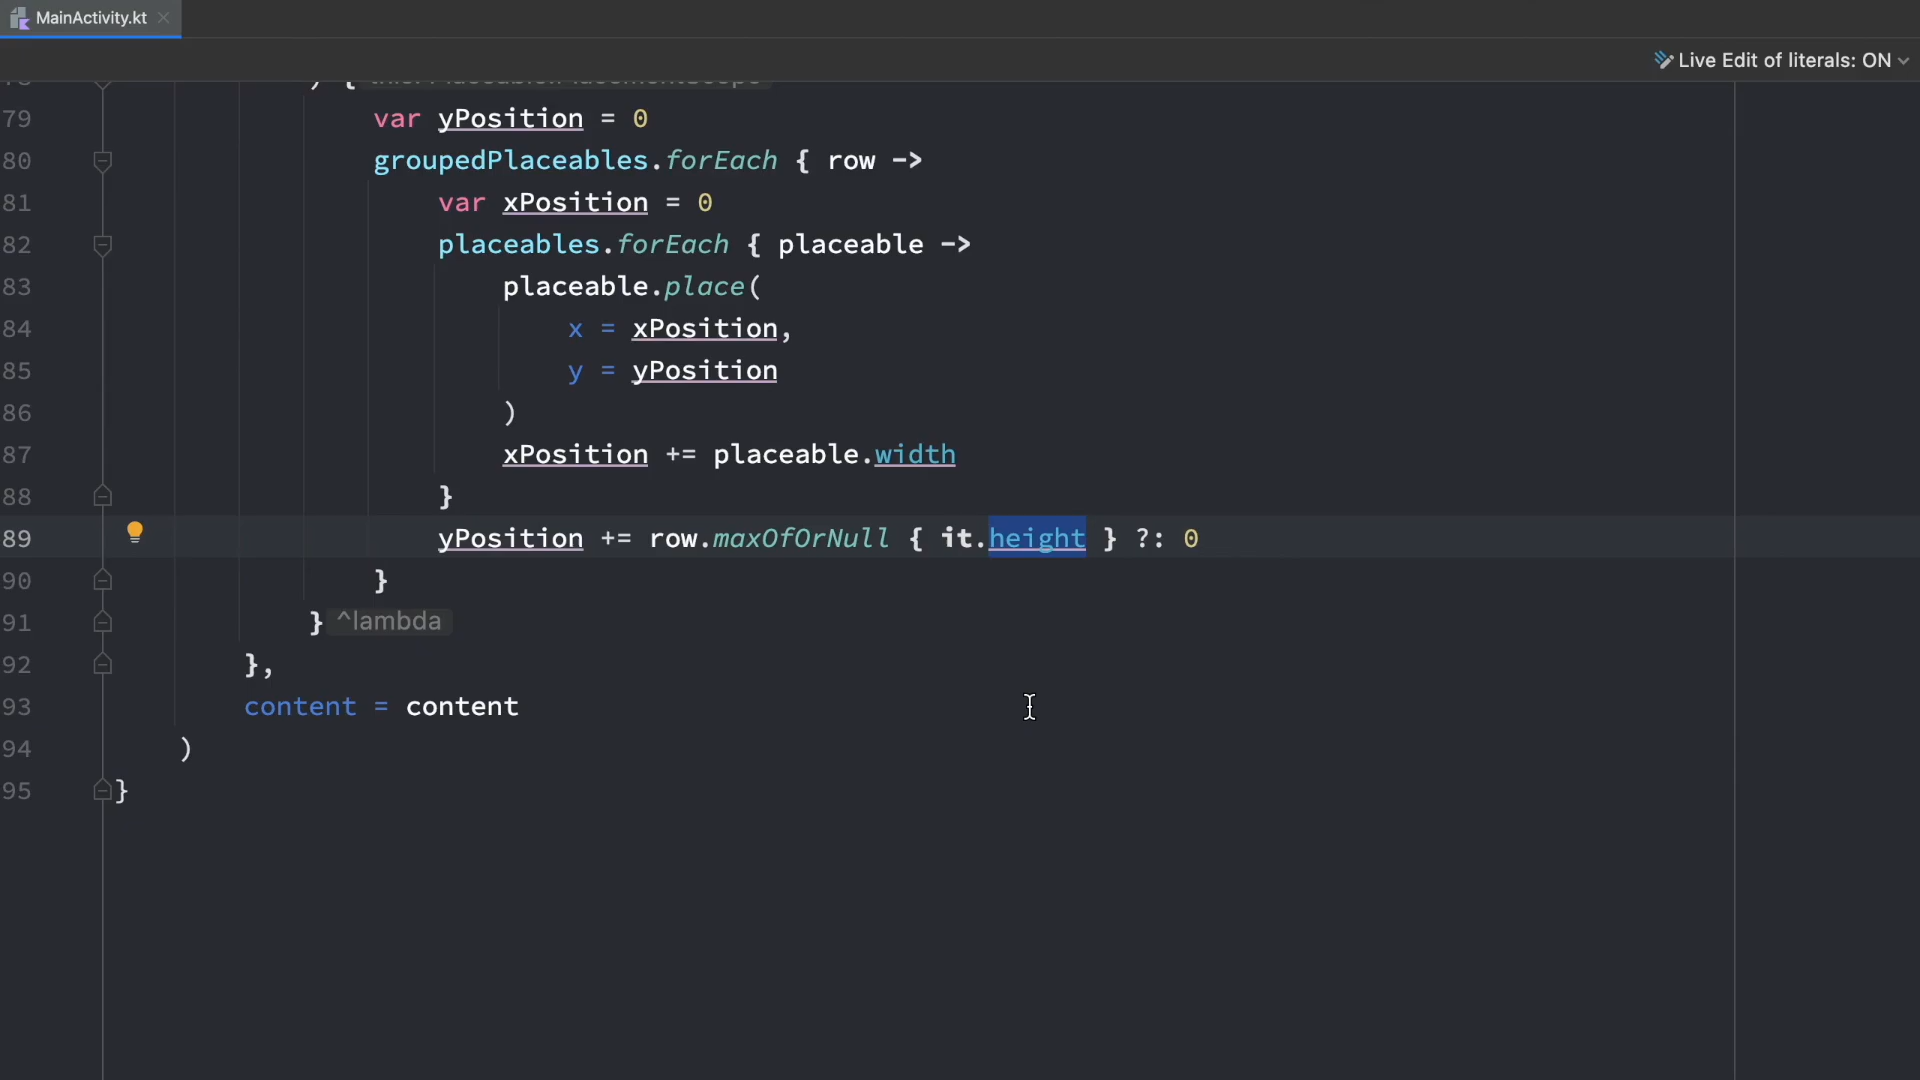 MainActivity.kt
Live Edit of literals: ON
79 var yPosition = 0
80 groupedPlaceables.forEach { row ->
81 var xPosition = 0
82 placeables.forEach { placeable ->
83 placeable.place(
84 x = xPosition,
85 y = yPosition
86 )
87 xPosition += placeable.width
88 }
89 yPosition += row.maxOfOrNull { it.height } ?: 0
90 }
91 } ^lambda
92 },
93 content = content
94 )
95 }